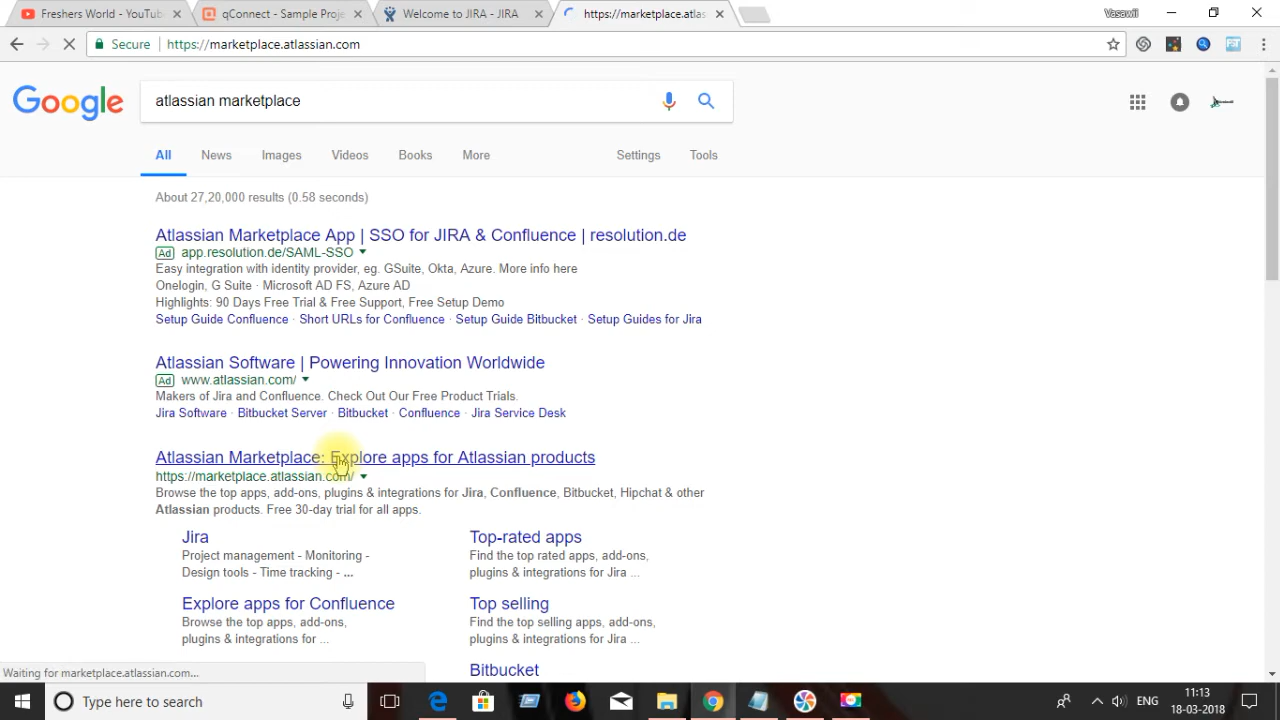 Freshers World - YouTub
qConnect - Sample Proje
Welcome to JIRA - JIRA
https://marketplace.atlas
Yasawii
Secure
https://marketplace.atlassian.com
Google
atlassian marketplace
All
News
Images
Videos
Books
More
Settings
Tools
About 27,20,000 results (0.58 seconds)
Atlassian Marketplace App | SSO for JIRA & Confluence | resolution.de
Ad app.resolution.de/SAML-SSO
Easy integration with identity provider, eg. GSuite, Okta, Azure. More info here
Onelogin, G Suite · Microsoft AD FS, Azure AD
Highlights: 90 Days Free Trial & Free Support, Free Setup Demo
Setup Guide Confluence · Short URLs for Confluence · Setup Guide Bitbucket · Setup Guides for Jira
Atlassian Software | Powering Innovation Worldwide
Ad www.atlassian.com/
Makers of Jira and Confluence. Check Out Our Free Product Trials.
Jira Software · Bitbucket Server · Bitbucket · Confluence · Jira Service Desk
Atlassian Marketplace: Explore apps for Atlassian products
https://marketplace.atlassian.com/
Browse the top apps, add-ons, plugins & integrations for Jira, Confluence, Bitbucket, Hipchat & other
Atlassian products. Free 30-day trial for all apps.
Jira
Project management - Monitoring -
Design tools - Time tracking - ...
Top-rated apps
Find the top rated apps, add-ons,
plugins & integrations for Jira ...
Explore apps for Confluence
Browse the top apps, add-ons,
plugins & integrations for ...
Top selling
Find the top selling apps, add-ons,
plugins & integrations for Jira ...
Bitbucket
Waiting for marketplace.atlassian.com...
Type here to search
ENG
11:13
18-03-2018